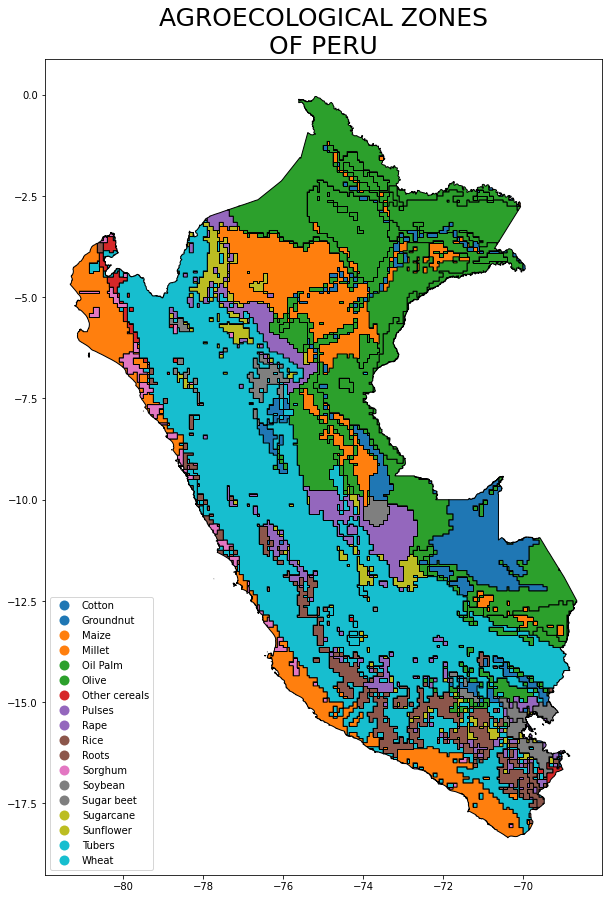 AGROECOLOGICAL ZONES
OF PERU
0.0
−2.5
−5.0
−7.5
−10.0
−12.5
−15.0
−17.5
Cotton
Groundnut
Maize
Millet
Oil Palm
Olive
Other cereals
Pulses
Rape
Rice
Roots
Sorghum
Soybean
Sugar beet
Sugarcane
Sunflower
Tubers
Wheat
−80 −78 −76 −74 −72 −70